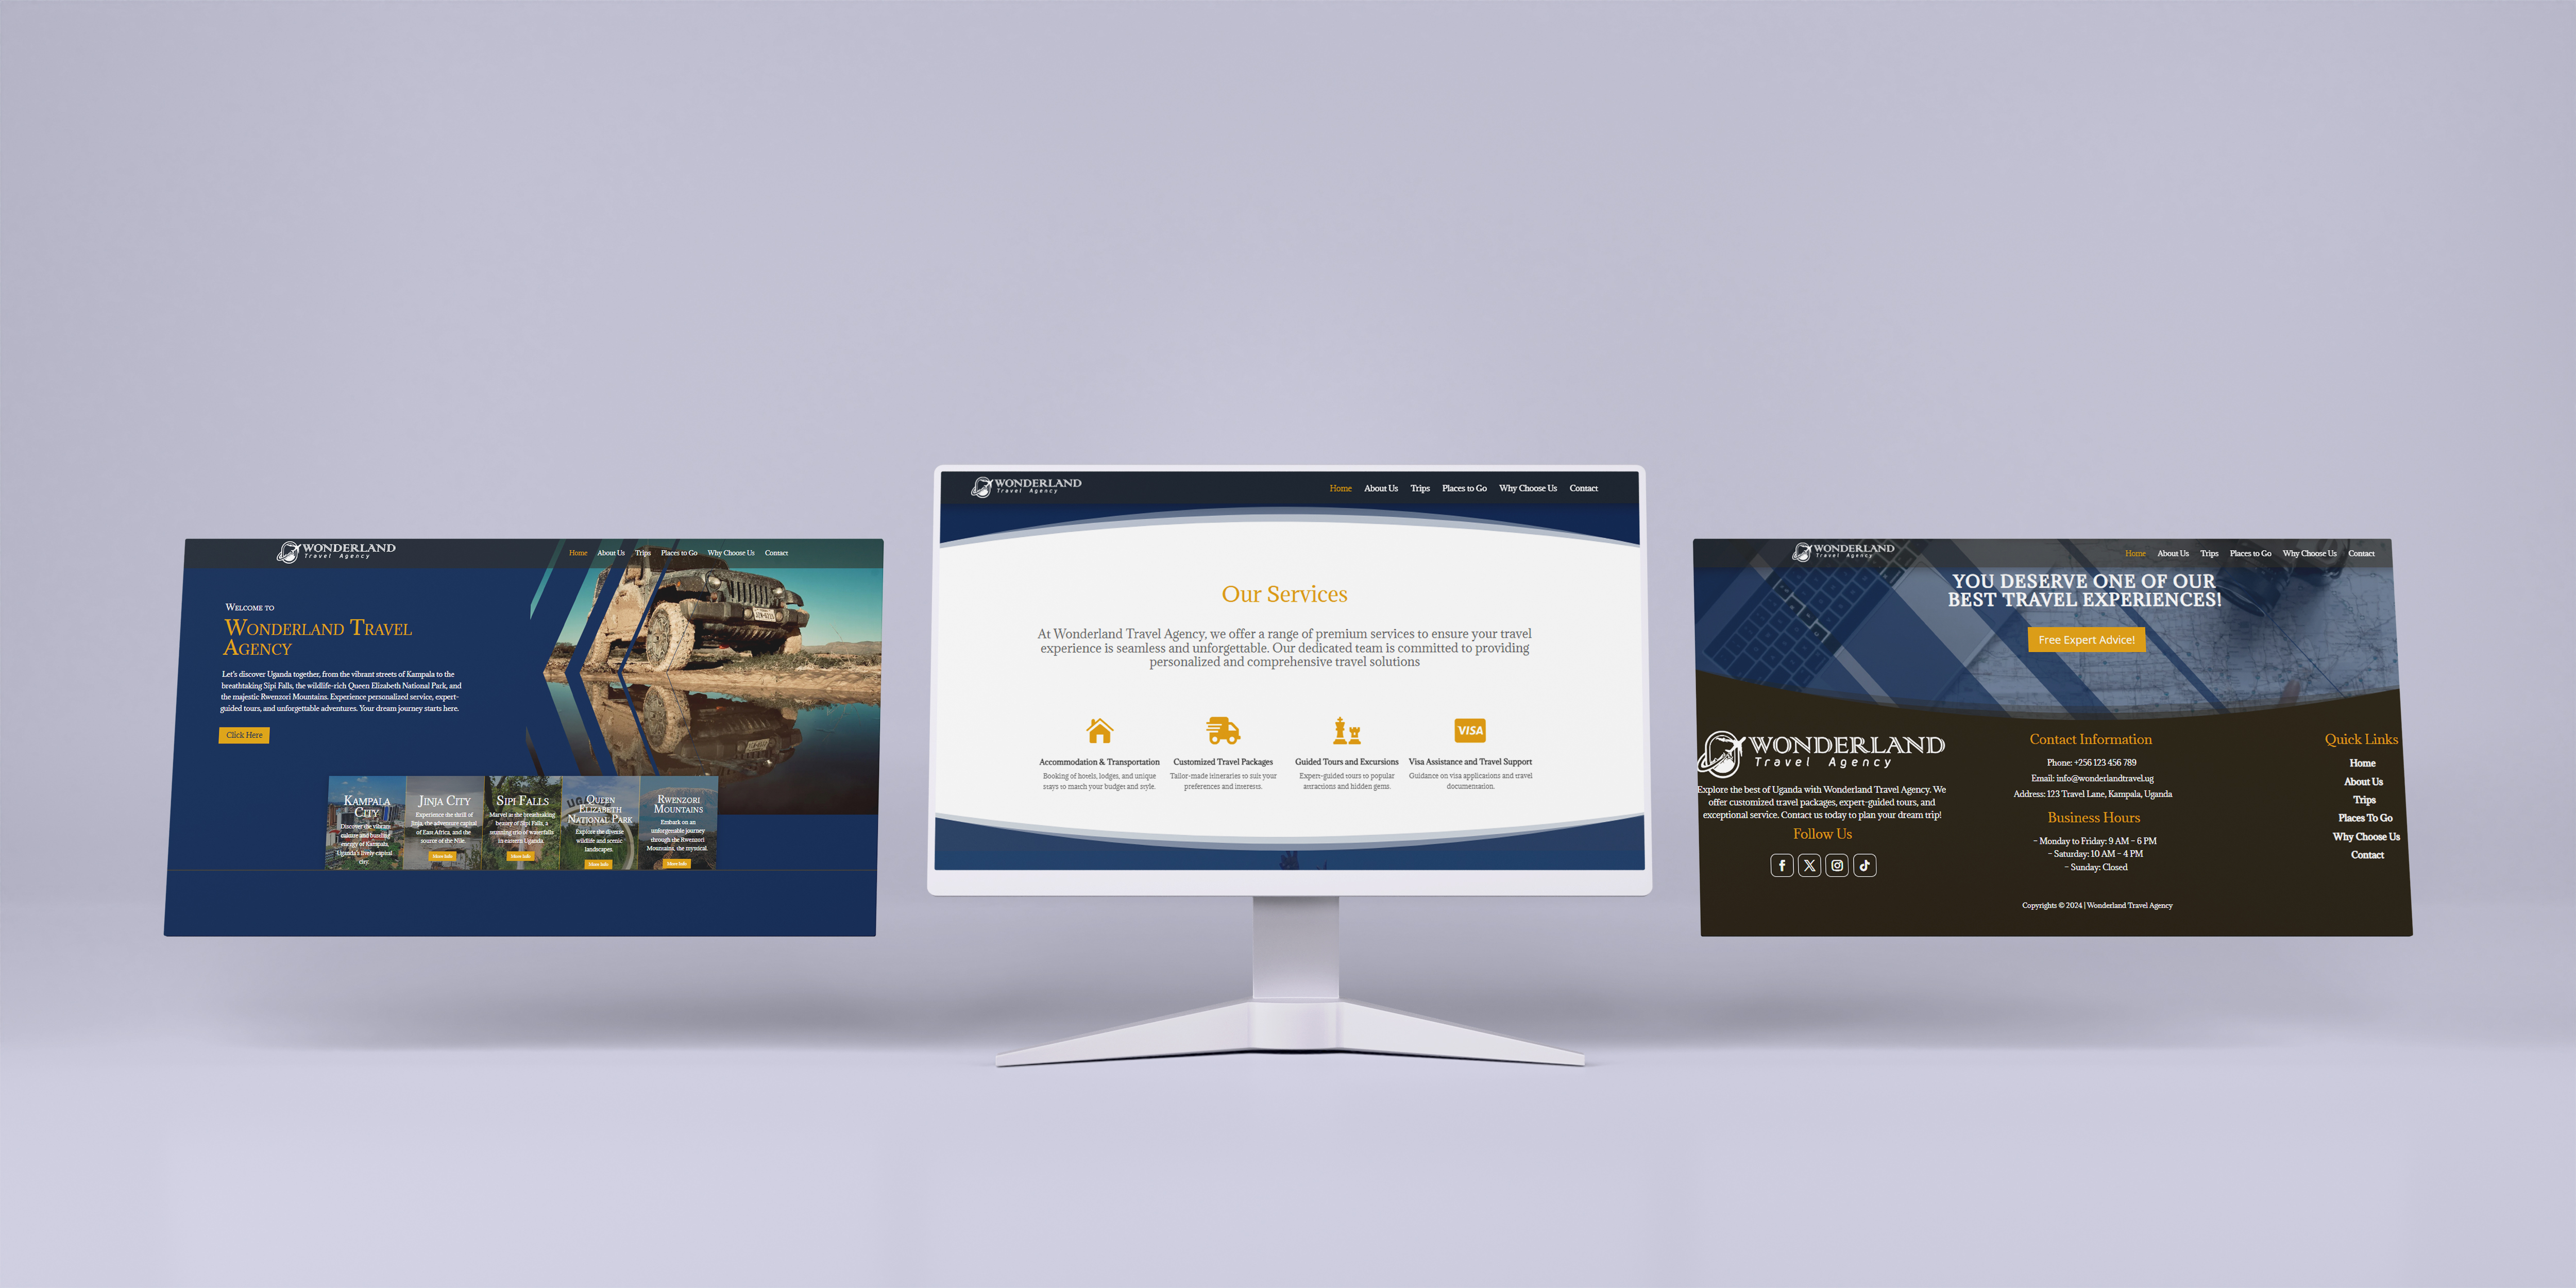 WONDERLAND
Travel Agency
Home About Us Trips Places to Go Why Choose Us Contact
Welcome to
Wonderland Travel
Agency
Let's discover Uganda together, from the vibrant streets of Kampala to the
breathtaking Sipi Falls, the wildlife-rich Queen Elizabeth National Park, and
the majestic Rwenzori Mountains. Experience personalized service, expert-
guided tours, and unforgettable adventures. Your dream journey starts here.
Click Here
Kampala
City
Discover the vibrant
culture and bustling
energy of Kampala,
Uganda's lively capital
city.
Jinja City
Experience the thrill of
Jinja, the adventure capital
of East Africa, and the
source of the Nile.
More Info
Sipi Falls
Marvel at the breathtaking
beauty of Sipi Falls, a
stunning trio of waterfalls
in eastern Uganda.
More Info
Queen
Elizabeth
National Park
Explore the diverse
wildlife and scenic
landscapes.
More Info
Rwenzori
Mountains
Embark on an
unforgettable journey
through the Rwenzori
Mountains, the mystical.
More Info
WONDERLAND
Travel Agency
Home About Us Trips Places to Go Why Choose Us Contact
Our Services
At Wonderland Travel Agency, we offer a range of premium services to ensure your travel
experience is seamless and unforgettable. Our dedicated team is committed to providing
personalized and comprehensive travel solutions
Accommodation & Transportation
Booking of hotels, lodges, and unique
stays to match your budget and style.
Customized Travel Packages
Tailor-made itineraries to suit your
preferences and interests.
Guided Tours and Excursions
Expert-guided tours to popular
attractions and hidden gems.
VISA
Visa Assistance and Travel Support
Guidance on visa applications and travel
documentation.
WONDERLAND
Travel Agency
Home About Us Trips Places to Go Why Choose Us Contact
YOU DESERVE ONE OF OUR
BEST TRAVEL EXPERIENCES!
Free Expert Advice!
WONDERLAND
Travel Agency
Explore the best of Uganda with Wonderland Travel Agency. We
offer customized travel packages, expert-guided tours, and
exceptional service. Contact us today to plan your dream trip!
Follow Us
Contact Information
Phone: +256 123 456 789
Email: info@wonderlandtravel.ug
Address: 123 Travel Lane, Kampala, Uganda
Business Hours
– Monday to Friday: 9 AM – 6 PM
– Saturday: 10 AM – 4 PM
– Sunday: Closed
Quick Links
Home
About Us
Trips
Places To Go
Why Choose Us
Contact
Copyrights © 2024 | Wonderland Travel Agency